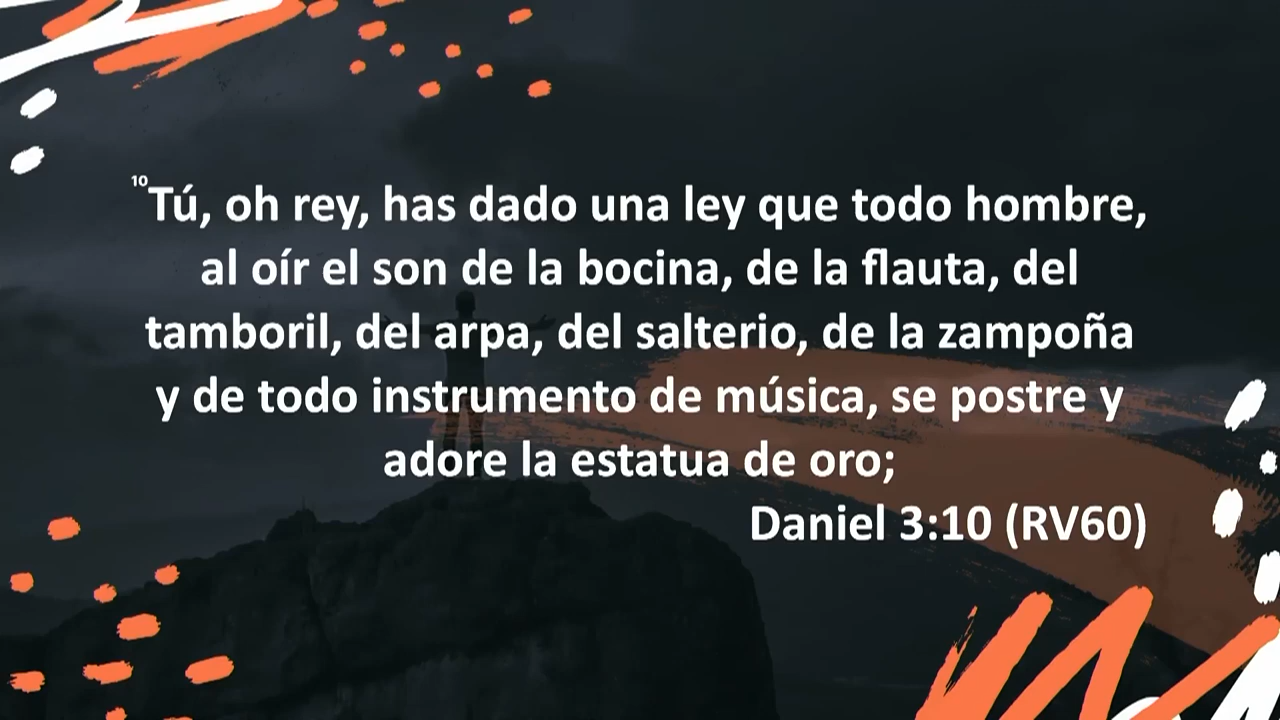 ¹⁰Tú, oh rey, has dado una ley que todo hombre,
al oír el son de la bocina, de la flauta, del
tamboril, del arpa, del salterio, de la zampoña
y de todo instrumento de música, se postre y
adore la estatua de oro;
Daniel 3:10 (RV60)